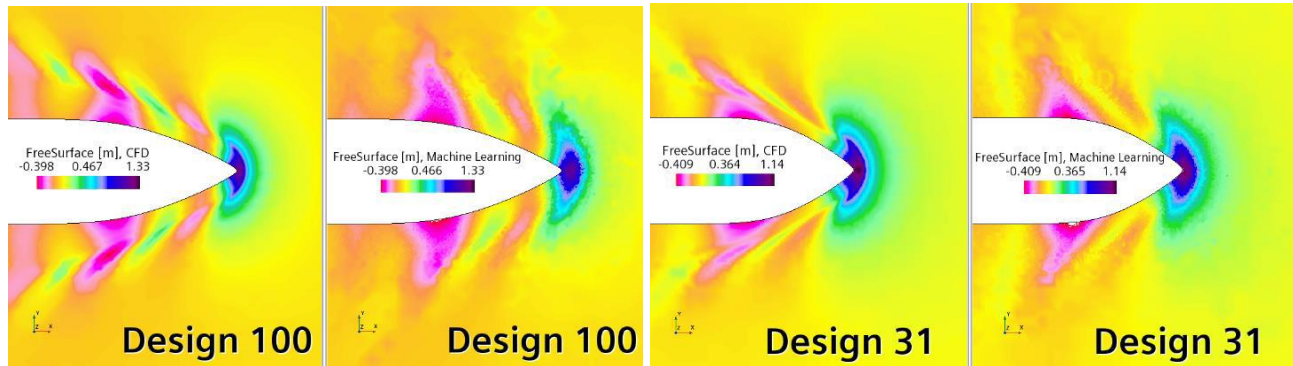 FreeSurface [m], CFD
-0.398 0.467 1.33
Y
Z X
Design 100
FreeSurface [m], Machine Learning
-0.398 0.466 1.33
Y
Z X
Design 100
FreeSurface [m], CFD
-0.409 0.364 1.14
Y
Z X
Design 31
FreeSurface [m], Machine Learning
-0.409 0.365 1.14
Y
Z X
Design 31